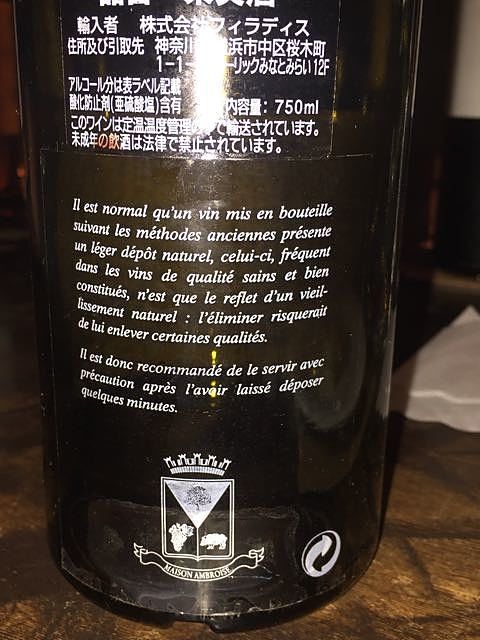 輸入者 株式会社フィラディス
住所及び引取先 神奈川 浜市中区桜木町
1-1- ーリックみなとみらい12F
アルコール分は表ラベル記載
酸化防止剤(亜硫酸塩)含有 内容量：750ml
このワインは定温温度管理の で輸送されています。
未成年の飲酒は法律で禁止されています。
Il est normal qu'un vin mis en bouteille
suivant les méthodes anciennes présente
un léger dépôt naturel, celui-ci, fréquent
dans les vins de qualité sains et bien
constitués, n'est que le reflet d'un vieil-
lissement naturel : l'éliminer risquerait
de lui enlever certaines qualités.
Il est donc recommandé de le servir avec
précaution après l'avoir laissé déposer
quelques minutes.
MAISON AMBROISE